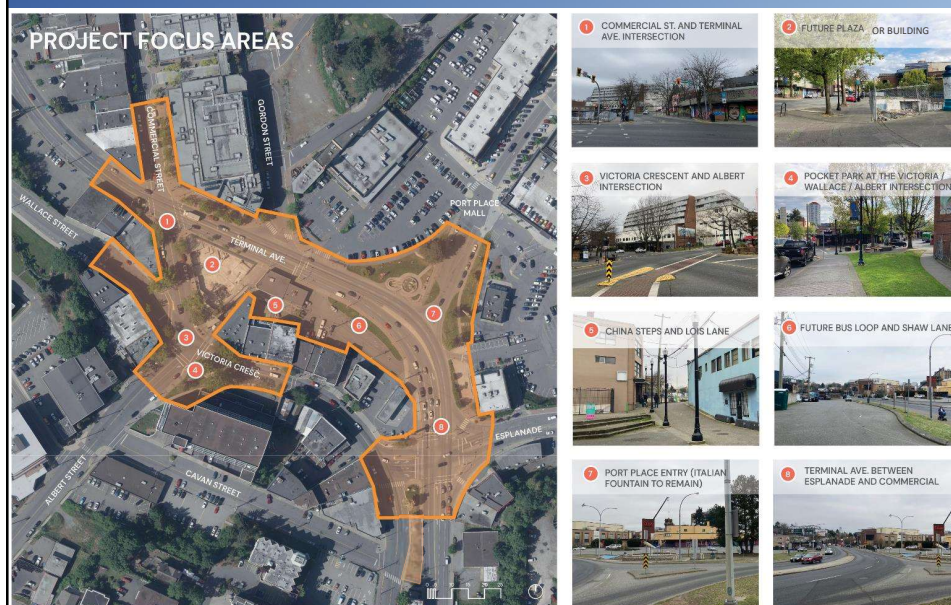 PROJECT FOCUS AREAS
COMMERCIAL STREET
GORDON STREET
WALLACE STREET
PORT PLACE
MALL
TERMINAL AVE.
1
2
5
6
7
3
VICTORIA CRESC.
4
8
ESPLANADE
ALBERT STREET
CAVAN STREET
1 COMMERCIAL ST. AND TERMINAL
AVE. INTERSECTION
2 FUTURE PLAZA OR BUILDING
3 VICTORIA CRESCENT AND ALBERT
INTERSECTION
4 POCKET PARK AT THE VICTORIA /
WALLACE / ALBERT INTERSECTION
5 CHINA STEPS AND LOIS LANE
6 FUTURE BUS LOOP AND SHAW LANE
7 PORT PLACE ENTRY (ITALIAN
FOUNTAIN TO REMAIN)
8 TERMINAL AVE. BETWEEN
ESPLANADE AND COMMERCIAL